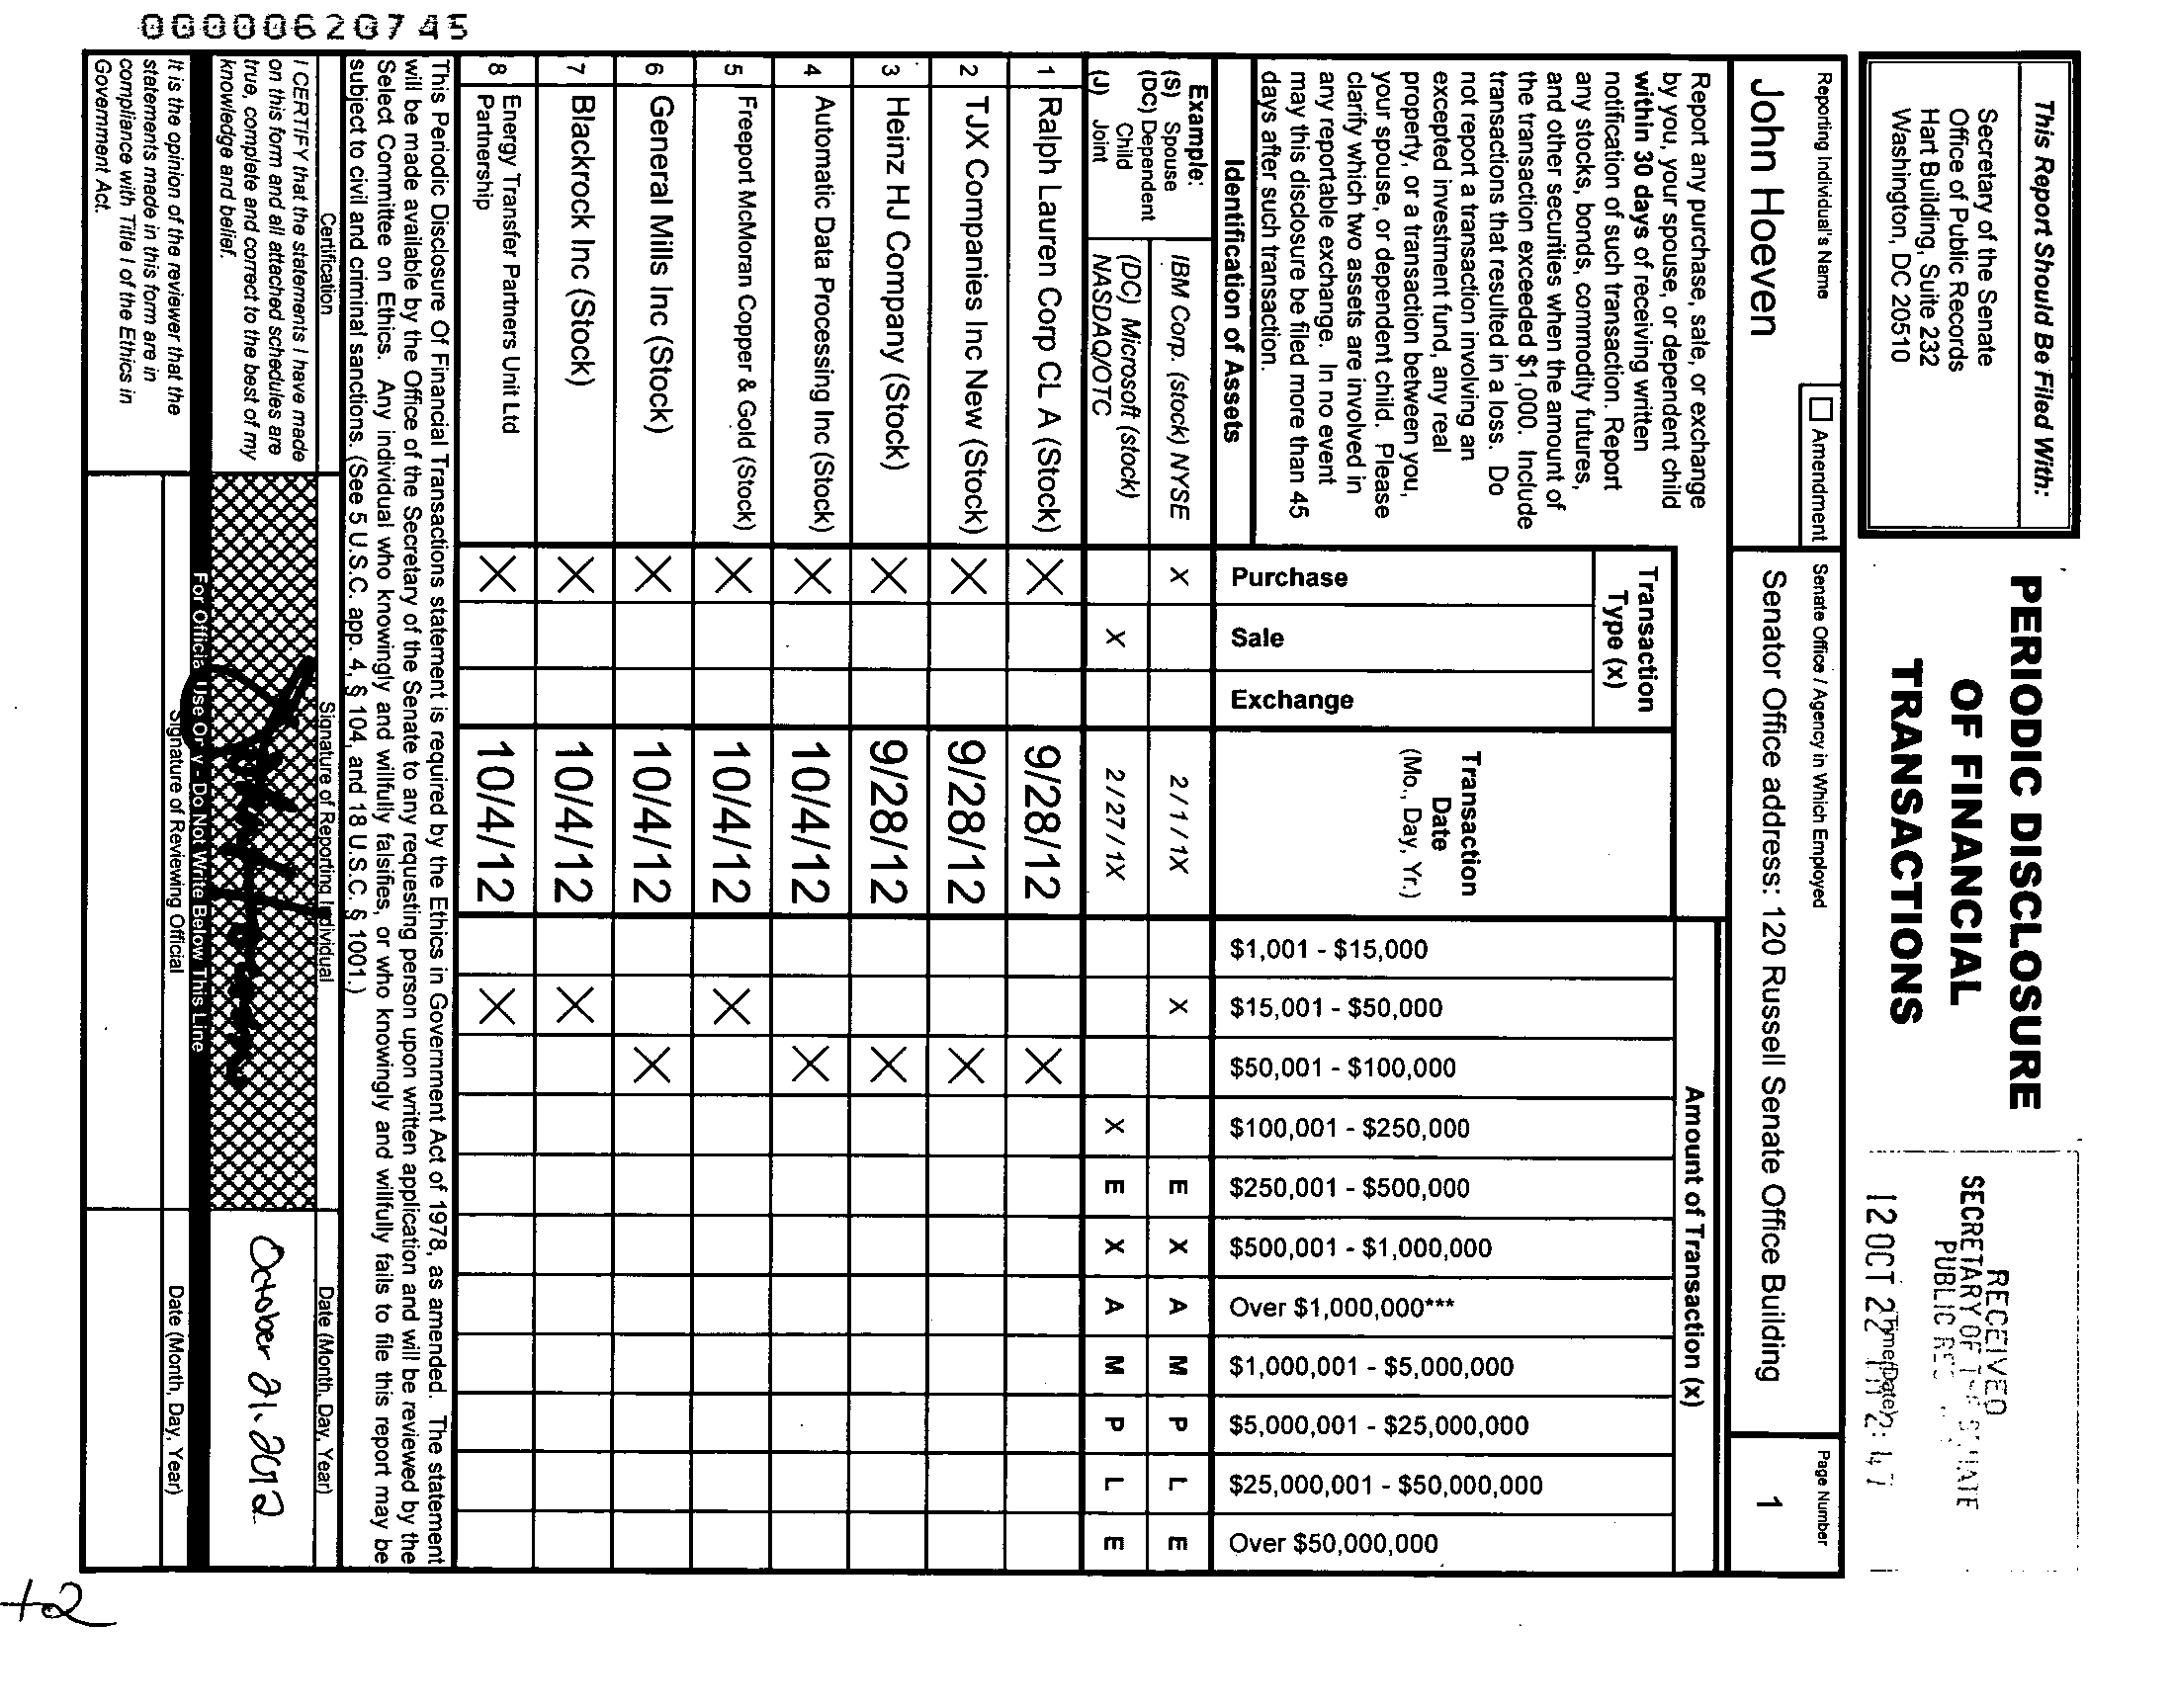 00000620745
This Report Should Be Filed With:
Secretary of the Senate
Office of Public Records
Hart Building, Suite 232
Washington, DC 20510
PERIODIC DISCLOSURE
OF FINANCIAL
TRANSACTIONS
RECEIVED
SECRETARY OF THE SENATE
PUBLIC
12 OCT 22 PM 2:47
Time/Date
Reporting Individual's Name
John Hoeven
☐ Amendment
Senate Office / Agency in Which Employed
Senator Office address: 120 Russell Senate Office Building
Page Number
1
Report any purchase, sale, or exchange
by you, your spouse, or dependent child
within 30 days of receiving written
notification of such transaction. Report
any stocks, bonds, commodity futures,
and other securities when the amount of
the transaction exceeded $1,000. Include
transactions that resulted in a loss. Do
not report a transaction involving an
excepted investment fund, any real
property, or a transaction between you,
your spouse, or dependent child. Please
clarify which two assets are involved in
any reportable exchange. In no event
may this disclosure be filed more than 45
days after such transaction.
Identification of Assets
Transaction
Type (x)
Purchase
Sale
Exchange
Transaction
Date
(Mo., Day, Yr.)
Amount of Transaction (x)
$1,001 - $15,000
$15,001 - $50,000
$50,001 - $100,000
$100,001 - $250,000
$250,001 - $500,000
$500,001 - $1,000,000
Over $1,000,000***
$1,000,001 - $5,000,000
$5,000,001 - $25,000,000
$25,000,001 - $50,000,000
Over $50,000,000
Example:
(S) Spouse
(DC) Dependent
Child
(J) Joint
IBM Corp. (stock) NYSE X 2 / 1 / 1X X E X A M P L E
(DC) Microsoft (stock)
NASDAQ/OTC X 2 / 27 / 1X X E X A M P L E
1 Ralph Lauren Corp CL A (Stock) X 9/28/12 X
2 TJX Companies Inc New (Stock) X 9/28/12 X
3 Heinz HJ Company (Stock) X 9/28/12 X
4 Automatic Data Processing Inc (Stock) X 10/4/12 X
5 Freeport McMoran Copper & Gold (Stock) X 10/4/12 X
6 General Mills Inc (Stock) X 10/4/12 X
7 Blackrock Inc (Stock) X 10/4/12 X
8 Energy Transfer Partners Unit Ltd
Partnership X 10/4/12 X
This Periodic Disclosure Of Financial Transactions statement is required by the Ethics in Government Act of 1978, as amended. The statement
will be made available by the Office of the Secretary of the Senate to any requesting person upon written application and will be reviewed by the
Select Committee on Ethics. Any individual who knowingly and willfully falsifies, or who knowingly and willfully fails to file this report may be
subject to civil and criminal sanctions. (See 5 U.S.C. app. 4, § 104, and 18 U.S.C. § 1001.)
Certification
Signature of Reporting Individual
Date (Month, Day, Year)
I CERTIFY that the statements I have made
on this form and all attached schedules are
true, complete and correct to the best of my
knowledge and belief.
October 21, 2012
For Official Use Only - Do Not Write Below This Line
It is the opinion of the reviewer that the
statements made in this form are in
compliance with Title I of the Ethics in
Government Act.
Signature of Reviewing Official
Date (Month, Day, Year)
+2